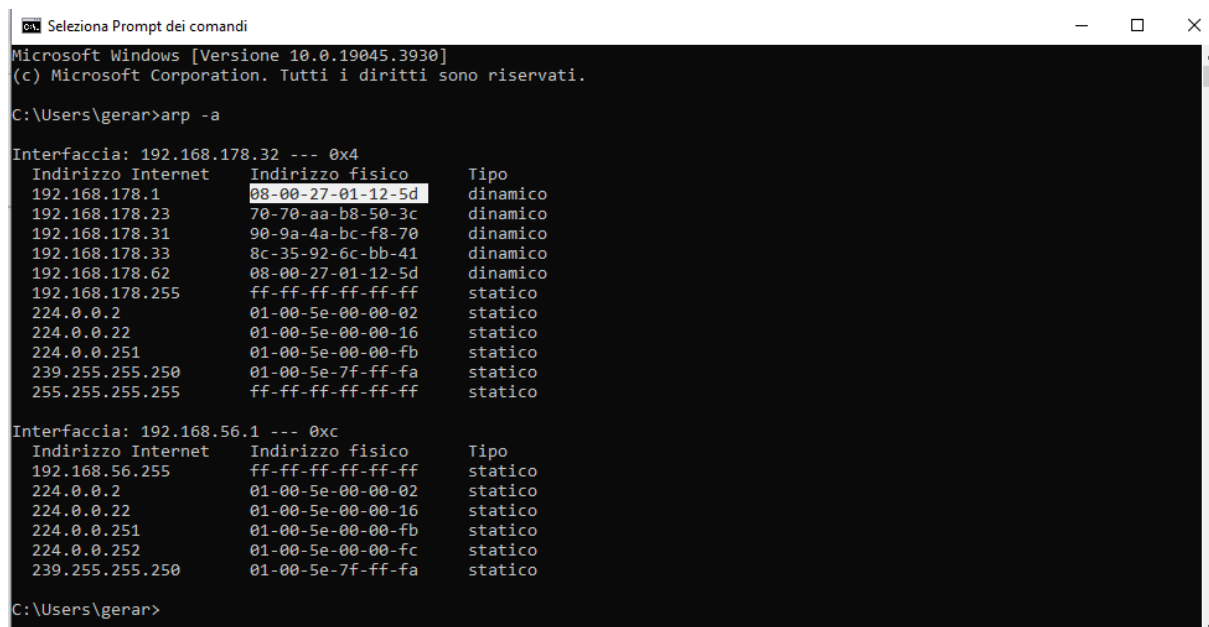 Seleziona Prompt dei comandi
Microsoft Windows [Versione 10.0.19045.3930]
(c) Microsoft Corporation. Tutti i diritti sono riservati.
C:\Users\gerar>arp -a
Interfaccia: 192.168.178.32 --- 0x4
Indirizzo Internet Indirizzo fisico Tipo
192.168.178.1 08-00-27-01-12-5d dinamico
192.168.178.23 70-70-aa-b8-50-3c dinamico
192.168.178.31 90-9a-4a-bc-f8-70 dinamico
192.168.178.33 8c-35-92-6c-bb-41 dinamico
192.168.178.62 08-00-27-01-12-5d dinamico
192.168.178.255 ff-ff-ff-ff-ff-ff statico
224.0.0.2 01-00-5e-00-00-02 statico
224.0.0.22 01-00-5e-00-00-16 statico
224.0.0.251 01-00-5e-00-00-fb statico
239.255.255.250 01-00-5e-7f-ff-fa statico
255.255.255.255 ff-ff-ff-ff-ff-ff statico
Interfaccia: 192.168.56.1 --- 0xc
Indirizzo Internet Indirizzo fisico Tipo
192.168.56.255 ff-ff-ff-ff-ff-ff statico
224.0.0.2 01-00-5e-00-00-02 statico
224.0.0.22 01-00-5e-00-00-16 statico
224.0.0.251 01-00-5e-00-00-fb statico
224.0.0.252 01-00-5e-00-00-fc statico
239.255.255.250 01-00-5e-7f-ff-fa statico
C:\Users\gerar>